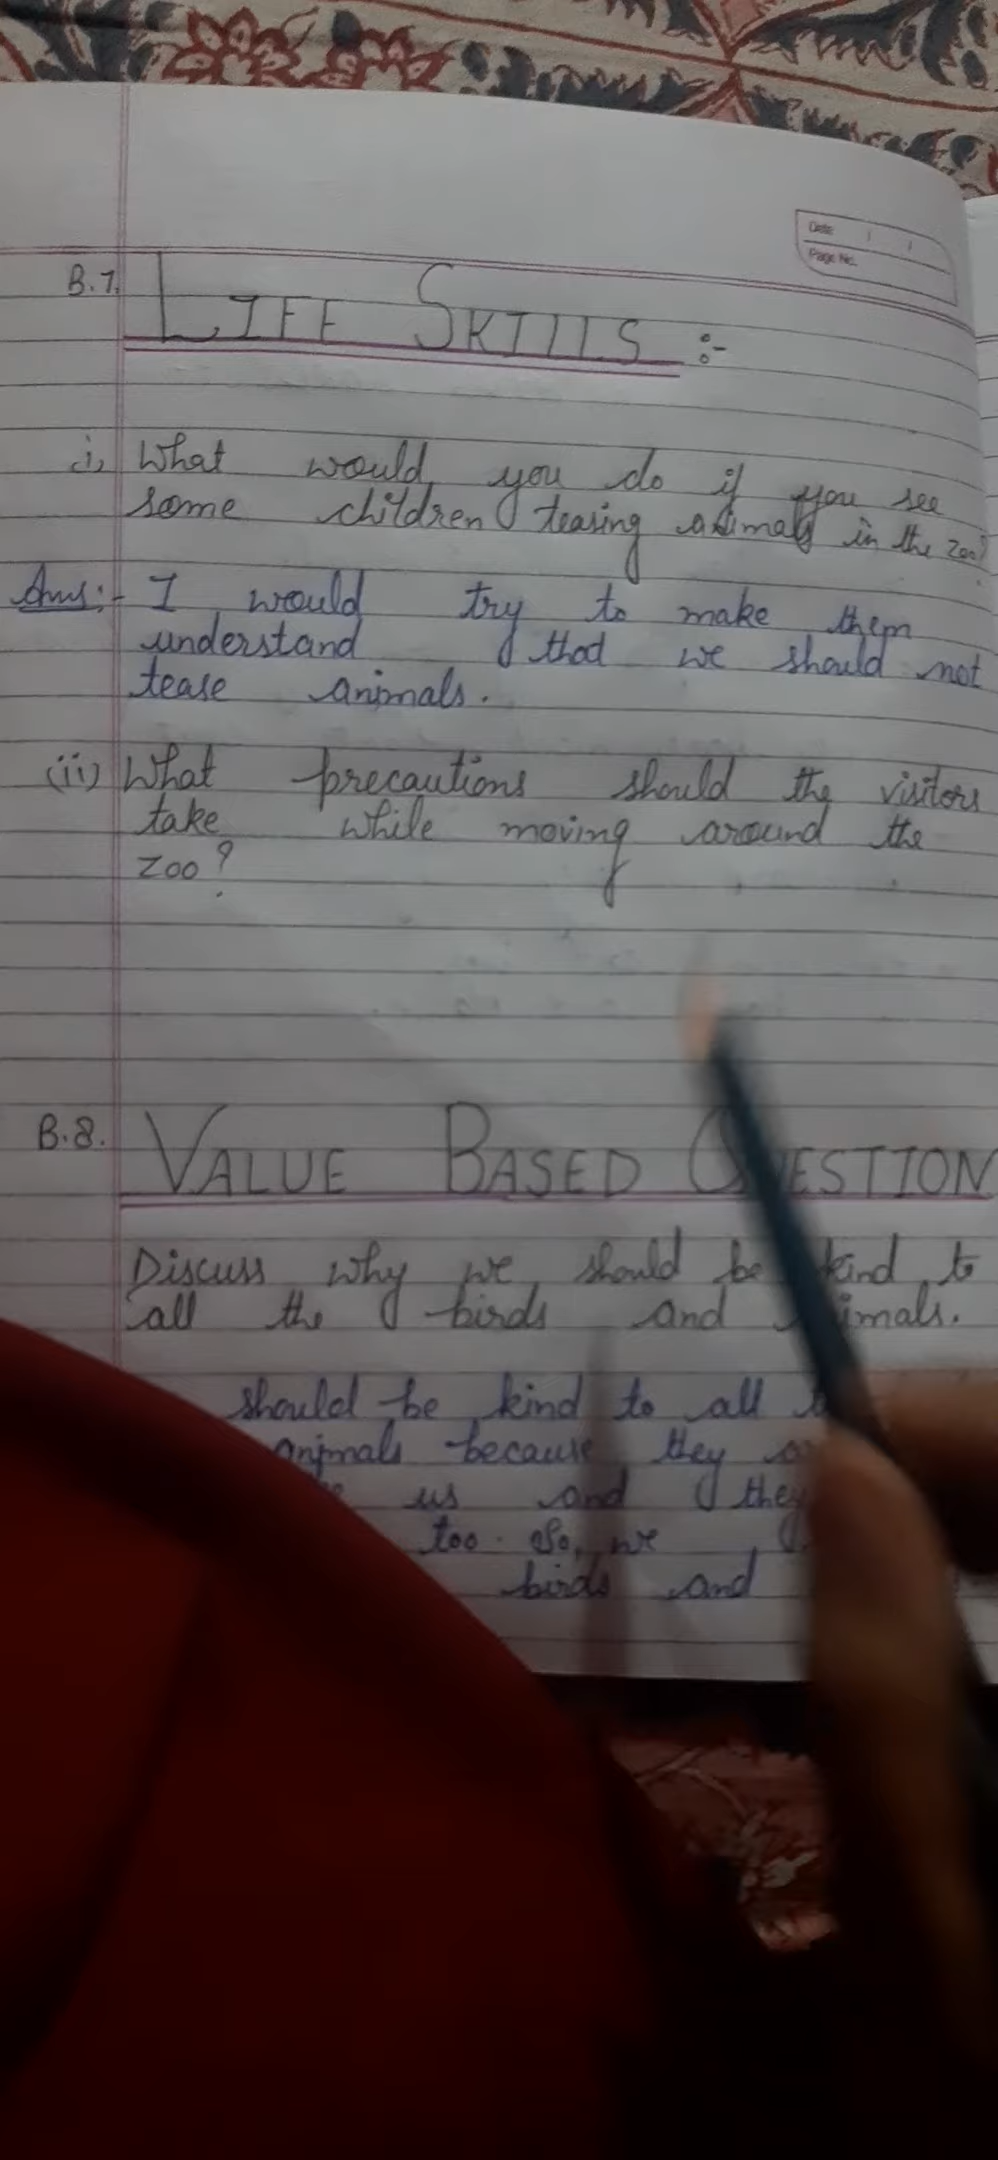 Date
Page No.
B.7. LIFE SKILLS :-
i, What would you do if you see
some children teasing animals in the zoo?
Ans:- I would try to make them
understand that we should not
tease animals.
(ii) What precautions should the visitors
take while moving around the
zoo?
B.8. VALUE BASED QUESTION
Discuss why we should be kind to
all the birds and
should be kind to all
animals because they
us and they
too. So, we
birds and